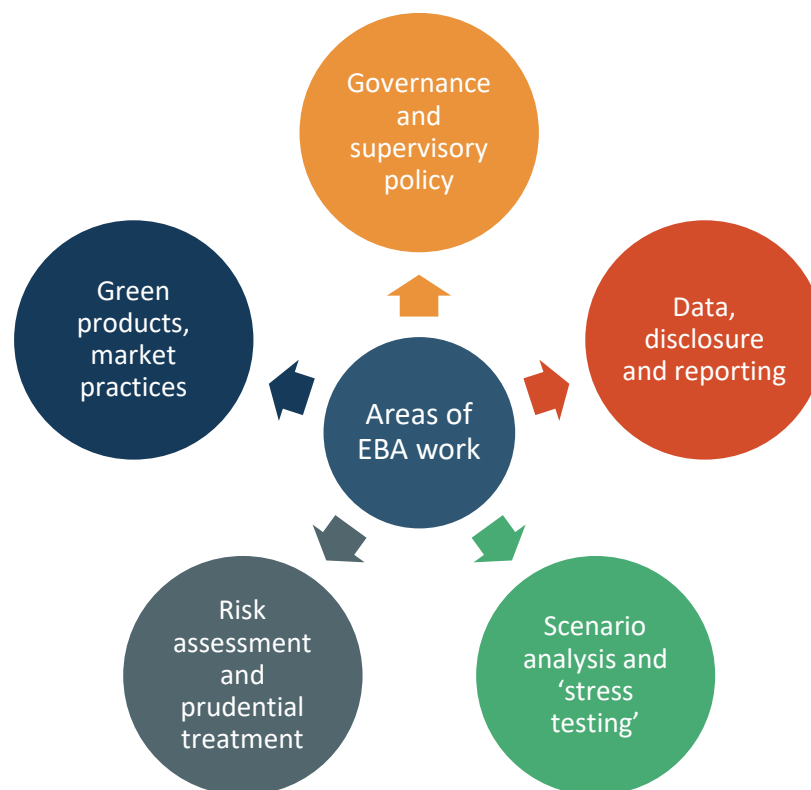 Governance
and
supervisory
policy
Green
products,
market
practices
Data,
disclosure
and reporting
Areas of
EBA work
Risk
assessment
and
prudential
treatment
Scenario
analysis and
‘stress
testing’